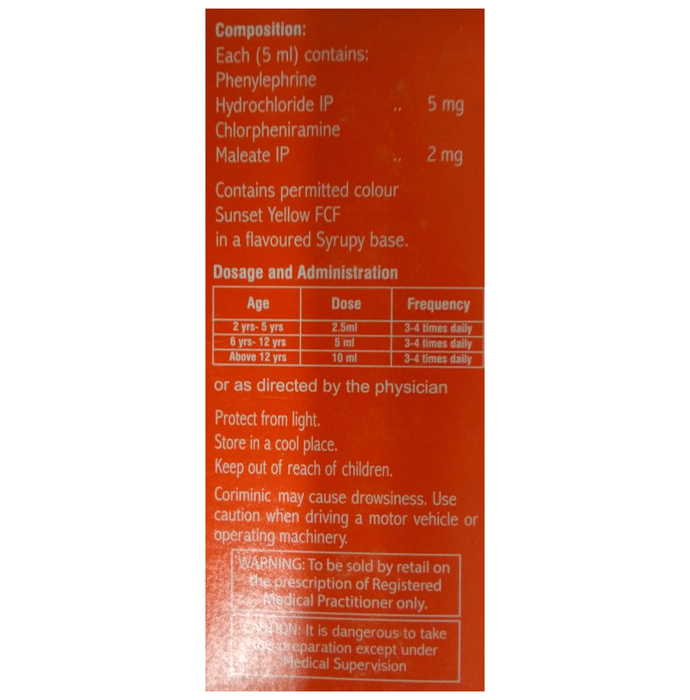 Composition:
Each (5 ml) contains:
Phenylephrine
Hydrochloride IP .. 5 mg
Chlorpheniramine
Maleate IP .. 2 mg
Contains permitted colour
Sunset Yellow FCF
in a flavoured Syrupy base.
Dosage and Administration
Age Dose Frequency
2 yrs- 5 yrs 2.5ml 3-4 times daily
6 yrs- 12 yrs 5 ml 3-4 times daily
Above 12 yrs 10 ml 3-4 times daily
or as directed by the physician
Protect from light.
Store in a cool place.
Keep out of reach of children.
Coriminic may cause drowsiness. Use
caution when driving a motor vehicle or
operating machinery.
WARNING: To be sold by retail on
the prescription of Registered
Medical Practitioner only.
CAUTION: It is dangerous to take
this preparation except under
Medical Supervision